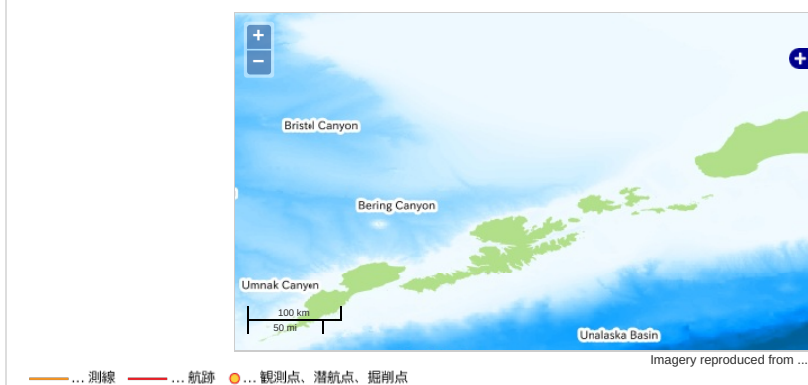 +
−
+
Bristol Canyon
Bering Canyon
Umnak Canyon
100 km
50 mi
Unalaska Basin
Imagery reproduced from ...
... 測線 ... 航跡 ... 観測点、潜航点、掘削点